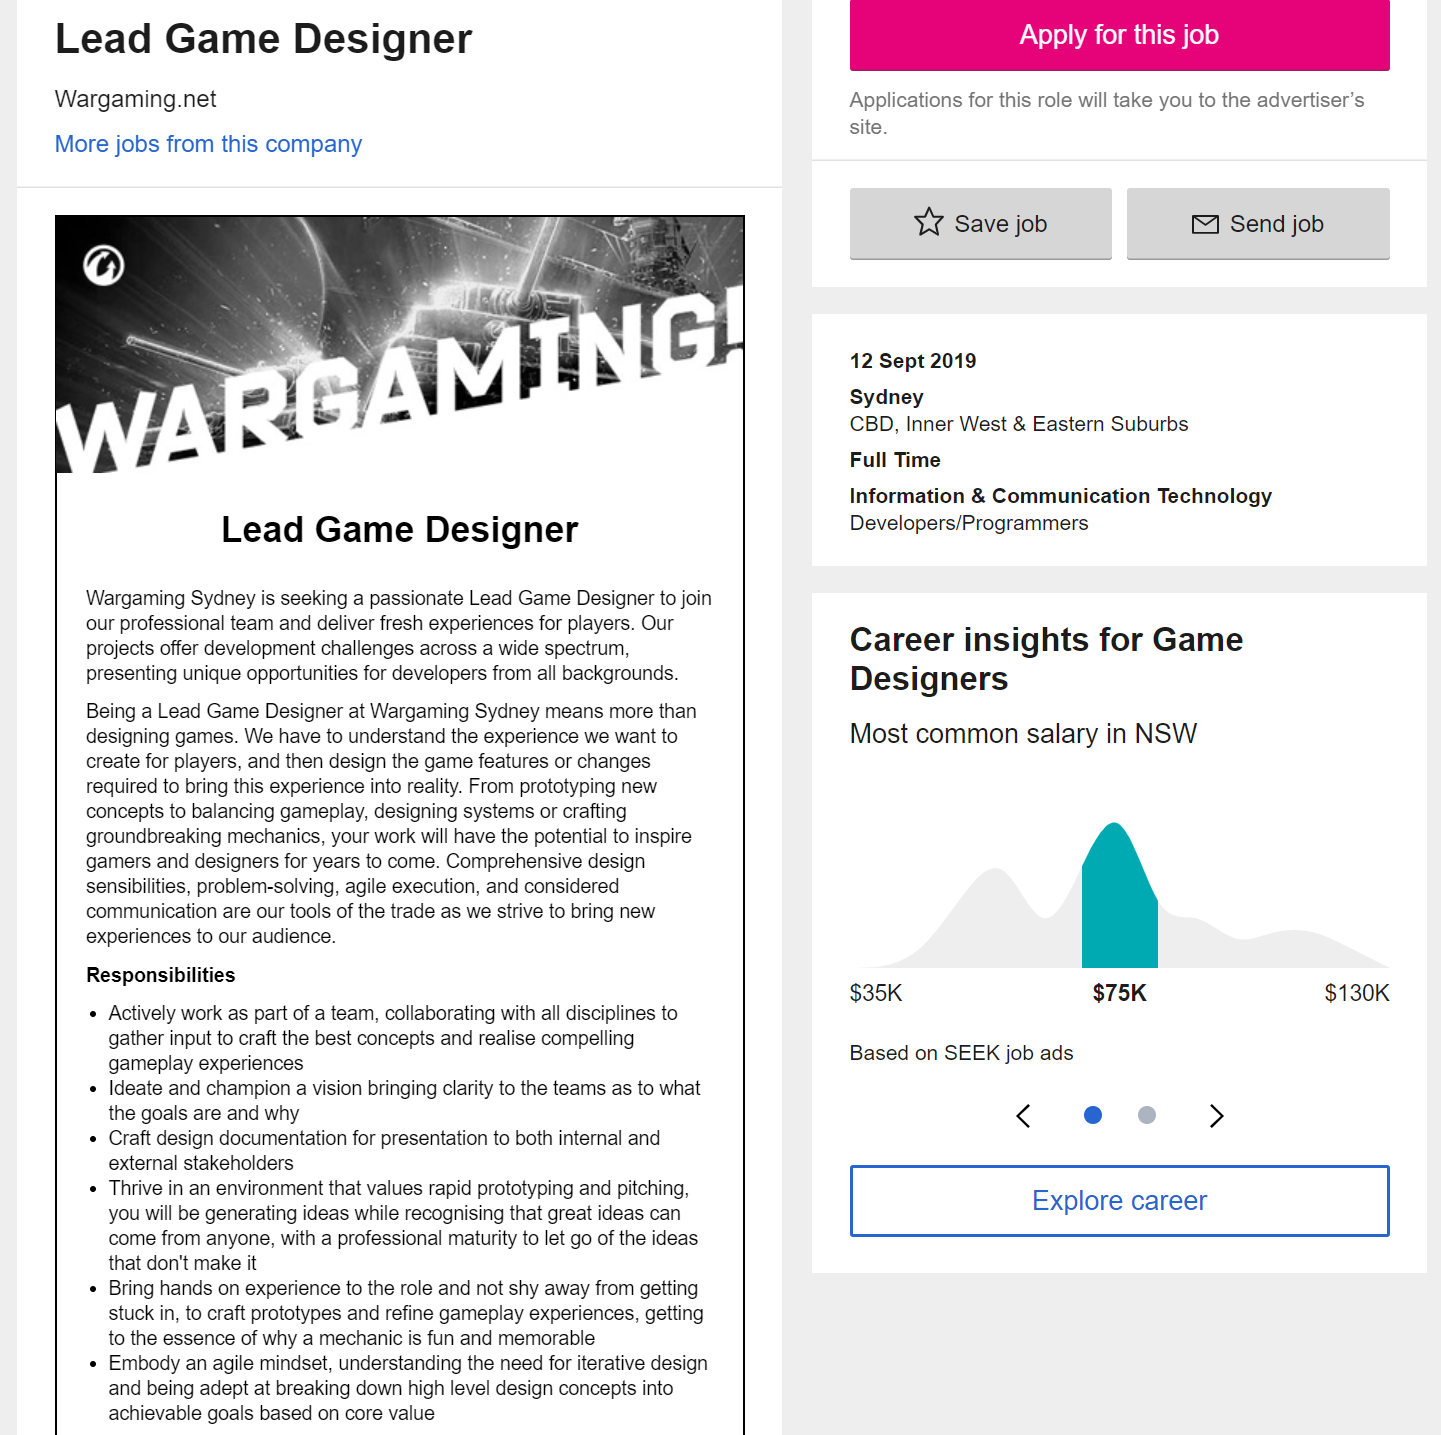 Lead Game Designer
Wargaming.net
More jobs from this company
WARGAMING!
Lead Game Designer
Wargaming Sydney is seeking a passionate Lead Game Designer to join
our professional team and deliver fresh experiences for players. Our
projects offer development challenges across a wide spectrum,
presenting unique opportunities for developers from all backgrounds.
Being a Lead Game Designer at Wargaming Sydney means more than
designing games. We have to understand the experience we want to
create for players, and then design the game features or changes
required to bring this experience into reality. From prototyping new
concepts to balancing gameplay, designing systems or crafting
groundbreaking mechanics, your work will have the potential to inspire
gamers and designers for years to come. Comprehensive design
sensibilities, problem-solving, agile execution, and considered
communication are our tools of the trade as we strive to bring new
experiences to our audience.
Responsibilities
• Actively work as part of a team, collaborating with all disciplines to
gather input to craft the best concepts and realise compelling
gameplay experiences
• Ideate and champion a vision bringing clarity to the teams as to what
the goals are and why
• Craft design documentation for presentation to both internal and
external stakeholders
• Thrive in an environment that values rapid prototyping and pitching,
you will be generating ideas while recognising that great ideas can
come from anyone, with a professional maturity to let go of the ideas
that don't make it
• Bring hands on experience to the role and not shy away from getting
stuck in, to craft prototypes and refine gameplay experiences, getting
to the essence of why a mechanic is fun and memorable
• Embody an agile mindset, understanding the need for iterative design
and being adept at breaking down high level design concepts into
achievable goals based on core value
Apply for this job
Applications for this role will take you to the advertiser’s
site.
Save job
Send job
12 Sept 2019
Sydney
CBD, Inner West & Eastern Suburbs
Full Time
Information & Communication Technology
Developers/Programmers
Career insights for Game
Designers
Most common salary in NSW
$35K $75K $130K
Based on SEEK job ads
Explore career